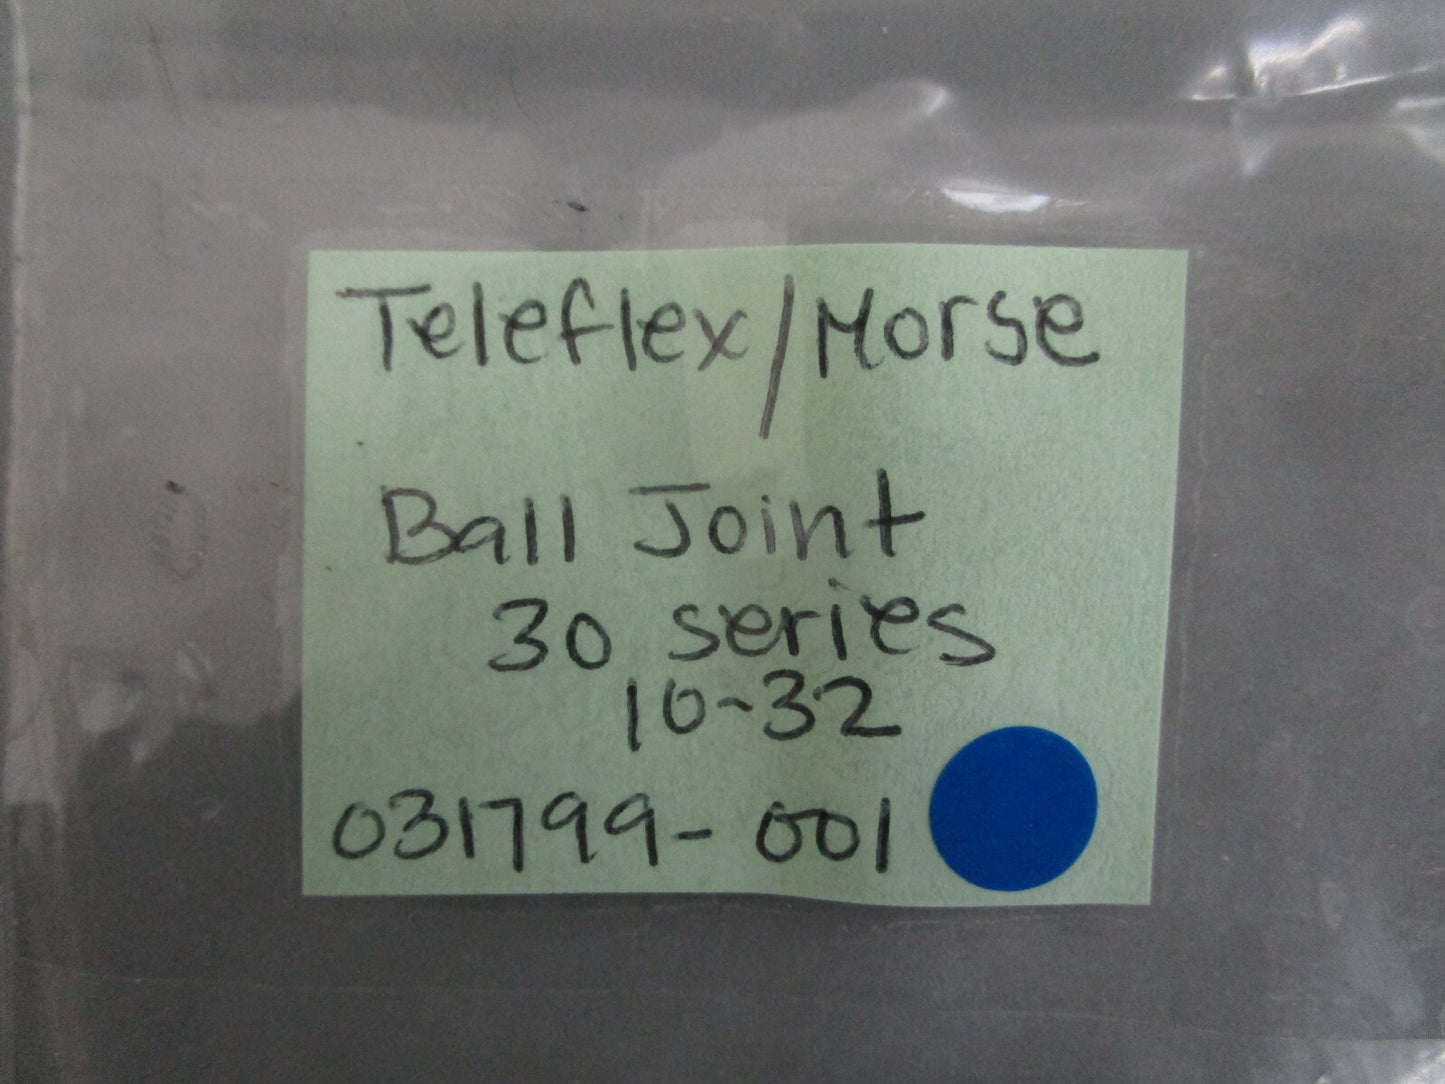 Teleflex/Morse
Ball Joint
30 series
10-32
031799-001